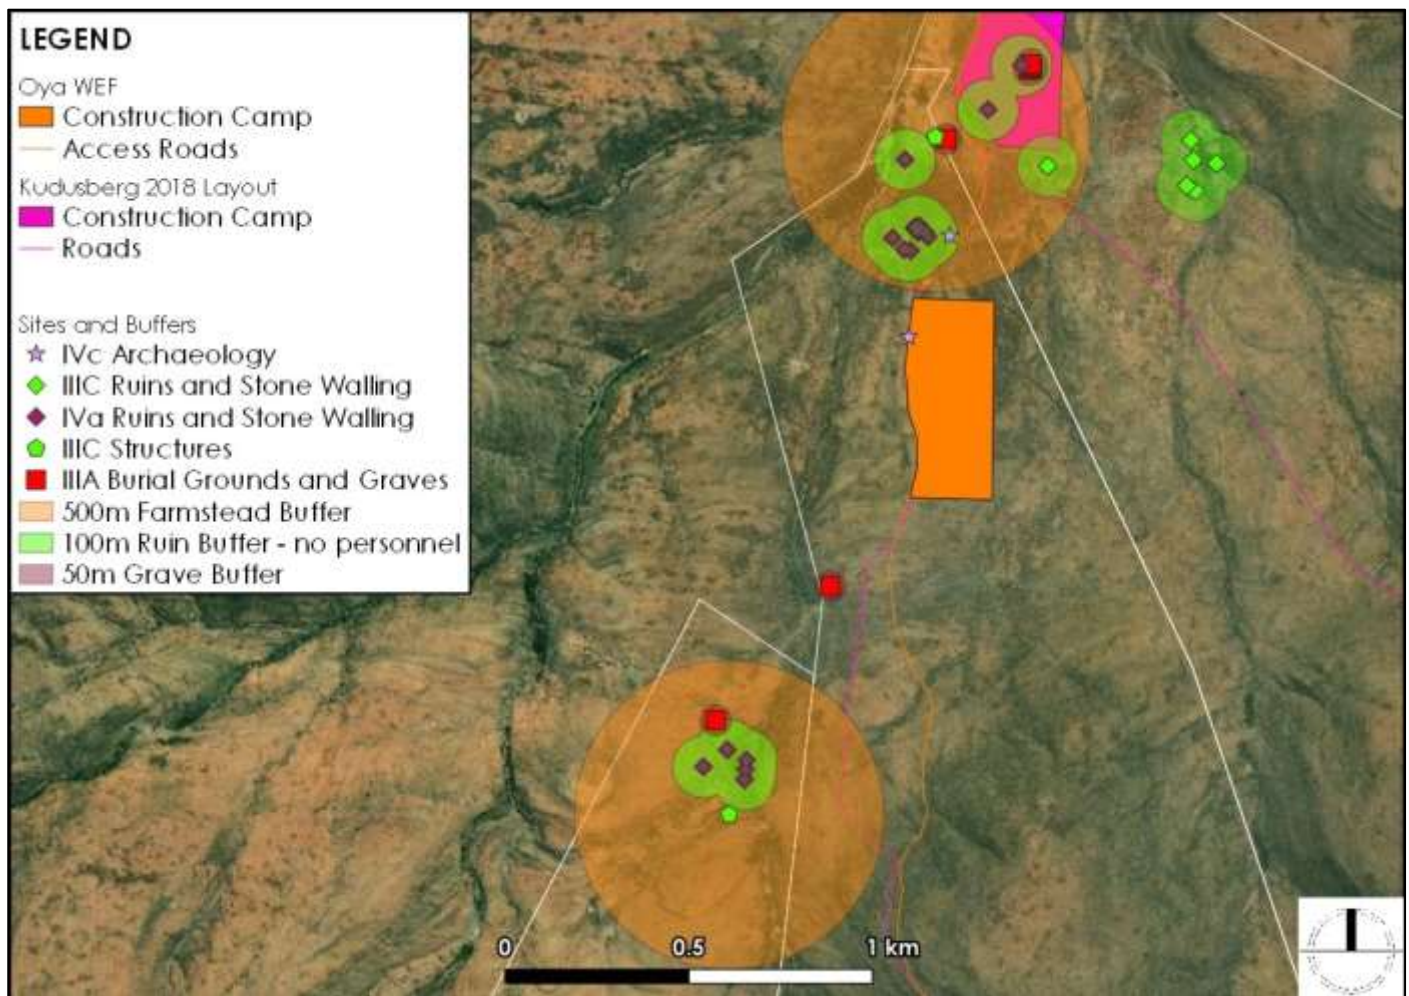 LEGEND
Oya WEF
Construction Camp
Access Roads
Kudusberg 2018 Layout
Construction Camp
Roads
Sites and Buffers
IVc Archaeology
IIIC Ruins and Stone Walling
IVa Ruins and Stone Walling
IIIC Structures
IIIA Burial Grounds and Graves
500m Farmstead Buffer
100m Ruin Buffer - no personnel
50m Grave Buffer
0 0.5 1 km